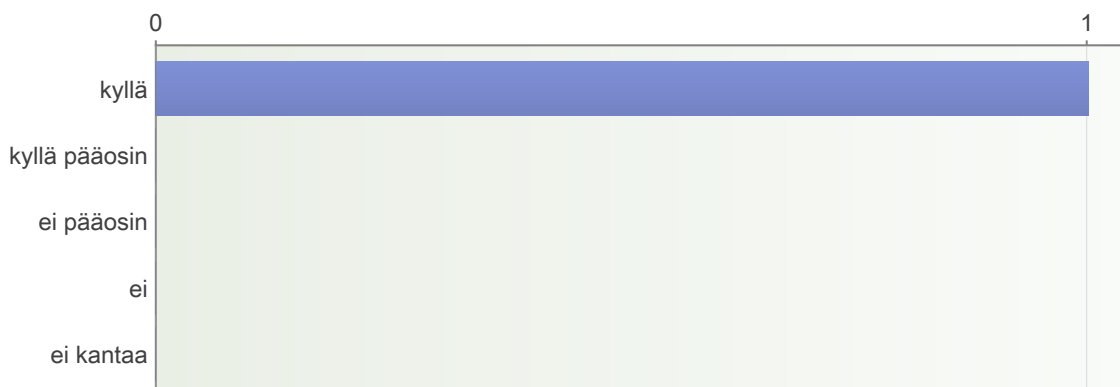 0 1
kyllä
kyllä pääosin
ei pääosin
ei
ei kantaa